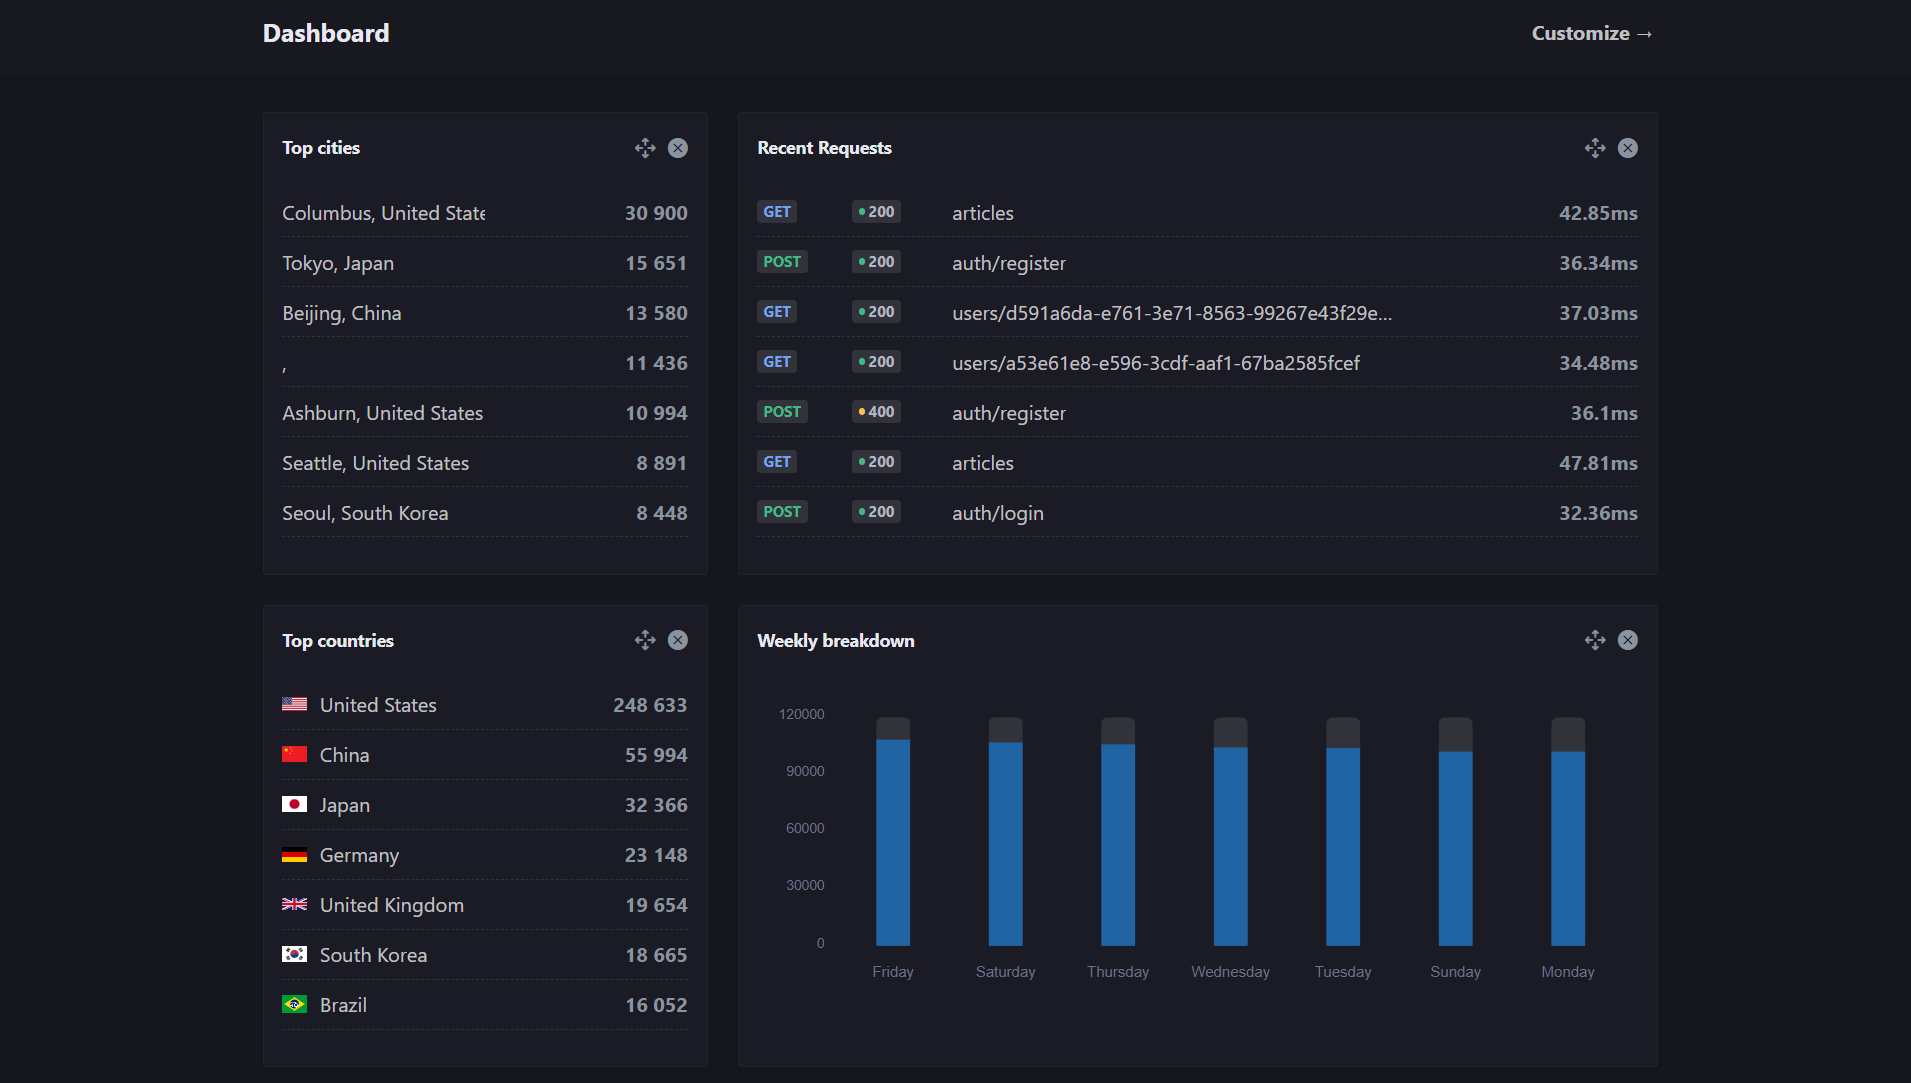 Dashboard
Customize →
Top cities
Columbus, United State
30 900
Tokyo, Japan
15 651
Beijing, China
13 580
,
11 436
Ashburn, United States
10 994
Seattle, United States
8 891
Seoul, South Korea
8 448
Recent Requests
GET 200 articles 42.85ms
POST 200 auth/register 36.34ms
GET 200 users/d591a6da-e761-3e71-8563-99267e43f29e... 37.03ms
GET 200 users/a53e61e8-e596-3cdf-aaf1-67ba2585fcef 34.48ms
POST 400 auth/register 36.1ms
GET 200 articles 47.81ms
POST 200 auth/login 32.36ms
Top countries
United States 248 633
China 55 994
Japan 32 366
Germany 23 148
United Kingdom 19 654
South Korea 18 665
Brazil 16 052
Weekly breakdown
120000
90000
60000
30000
0
Friday Saturday Thursday Wednesday Tuesday Sunday Monday